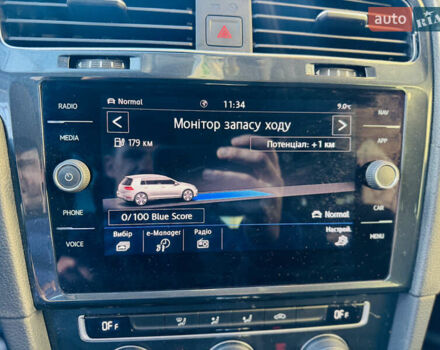 auto RIA
RADIO
MEDIA
PHONE
VOICE
NAV
APP
CAR
MENU
Normal
11:34
9.0°C
Монітор запасу ходу
179 км
Потенціал: +1 км
0/100 Blue Score
Normal
Вибір
e-Manager
Радіо
Настрой.
OFF
OFF